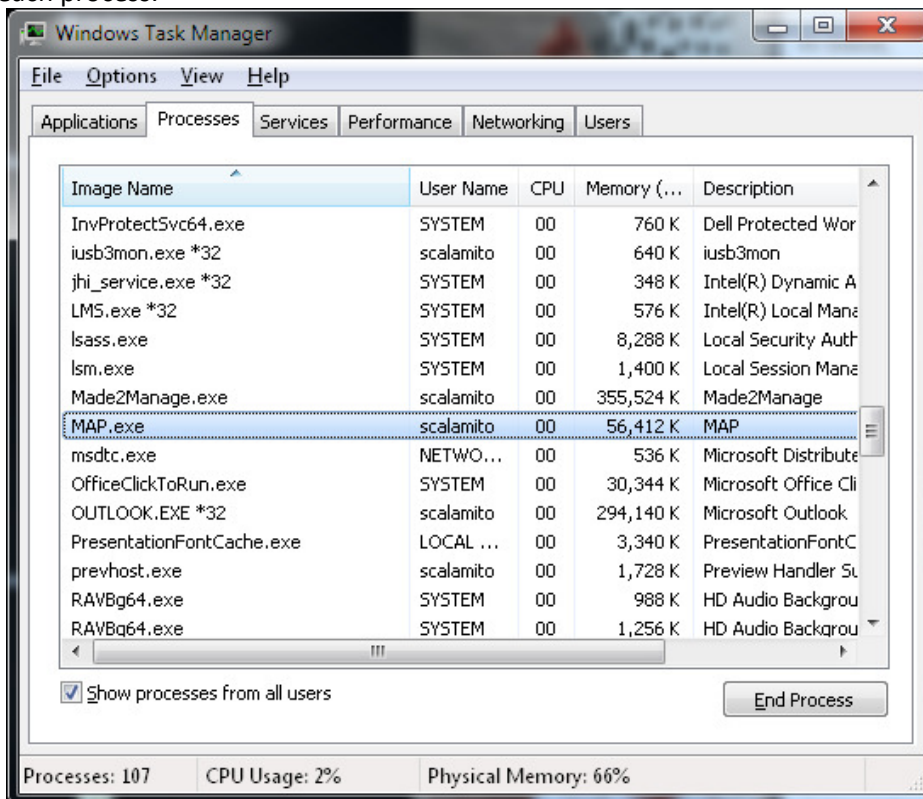 each process.
Windows Task Manager
File Options View Help
Applications Processes Services Performance Networking Users
Image Name User Name CPU Memory (... Description
InvProtectSvc64.exe SYSTEM 00 760 K Dell Protected Wor
iusb3mon.exe *32 scalamito 00 640 K iusb3mon
jhi_service.exe *32 SYSTEM 00 348 K Intel(R) Dynamic A
LMS.exe *32 SYSTEM 00 576 K Intel(R) Local Mana
lsass.exe SYSTEM 00 8,288 K Local Security Auth
lsm.exe SYSTEM 00 1,400 K Local Session Mana
Made2Manage.exe scalamito 00 355,524 K Made2Manage
MAP.exe scalamito 00 56,412 K MAP
msdtc.exe NETWO... 00 536 K Microsoft Distribute
OfficeClickToRun.exe SYSTEM 00 30,344 K Microsoft Office Cli
OUTLOOK.EXE *32 scalamito 00 294,140 K Microsoft Outlook
PresentationFontCache.exe LOCAL ... 00 3,340 K PresentationFontC
prevhost.exe scalamito 00 1,728 K Preview Handler Su
RAVBg64.exe SYSTEM 00 988 K HD Audio Backgrou
RAVBg64.exe SYSTEM 00 1,256 K HD Audio Backgrou
Show processes from all users
End Process
Processes: 107 CPU Usage: 2% Physical Memory: 66%